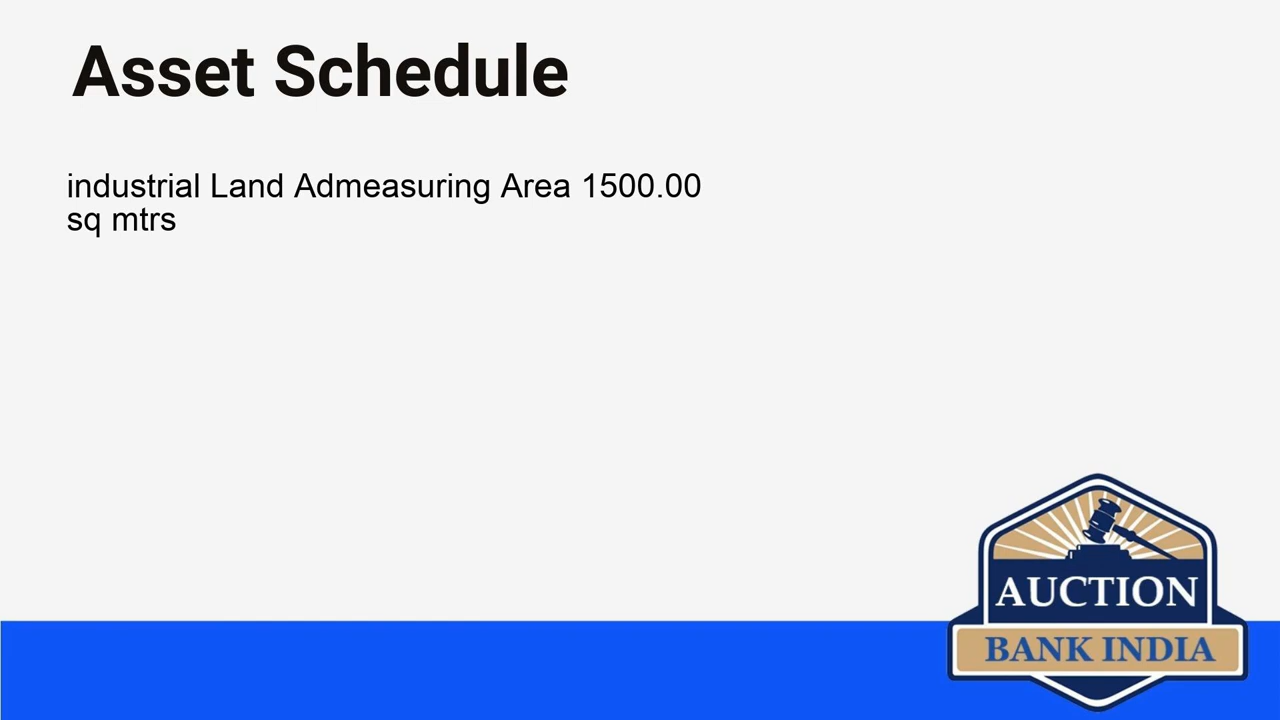 Asset Schedule
industrial Land Admeasuring Area 1500.00
sq mtrs
AUCTION
BANK INDIA